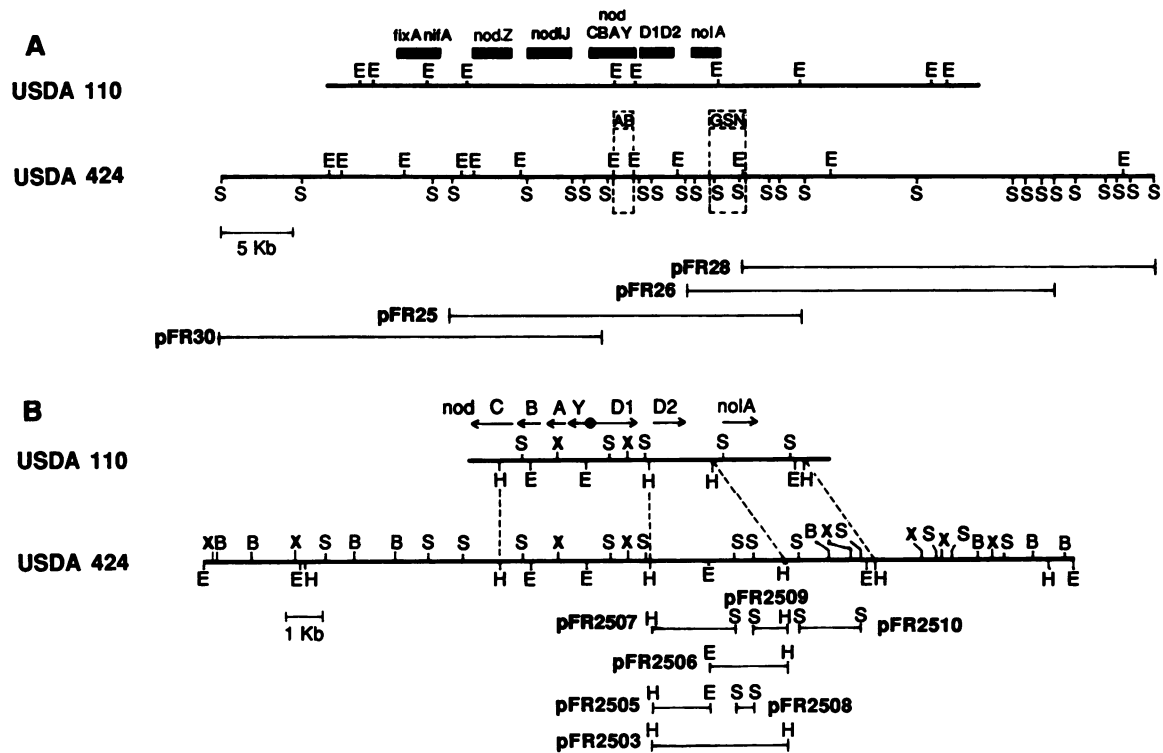 A
nod
fixA nifA nodZ nodIJ CBAY D1D2 nolA
E E E E E E E E E E
USDA 110
AB GSN
E E E E E E E E E E E E
USDA 424
S S S S S S S S S S S S S S S S S S S S S S S S S S
5 Kb
pFR28
pFR26
pFR25
pFR30
B
nod C B A Y D1 D2 nolA
S X S X S S S
USDA 110
H E E H H E H
X B B X S B B S S S X S X S S S S B X S X S X S B X S B B
USDA 424
E E H H E E H E H E H H E
pFR2509
pFR2507 H S S H S S pFR2510
1 Kb
E H
pFR2506
H E S S
pFR2505 pFR2508
H H
pFR2503